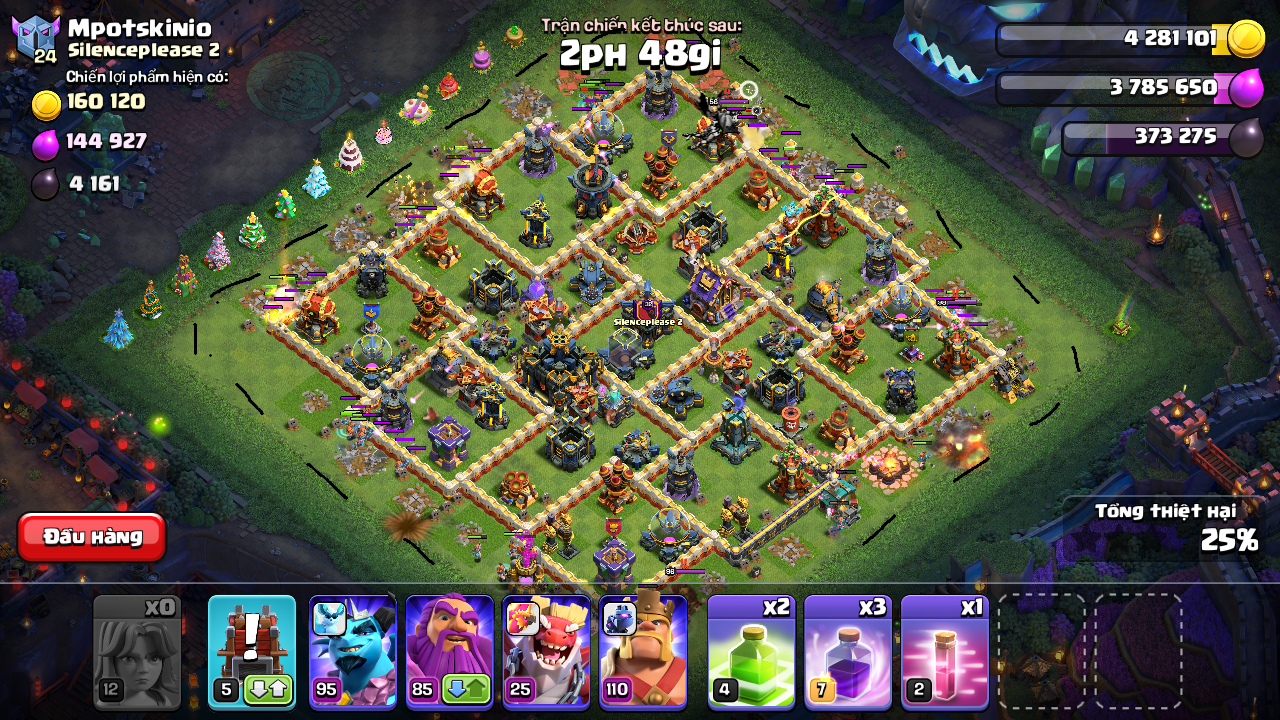 24
Mpotskinio
Silenceplease 2
Chiến lợi phẩm hiện có:
160 120
144 927
4 161
Trận chiến kết thúc sau:
2ph 48gi
4 281 101
3 785 650
373 275
Silenceplease 2
Đầu hàng
Tổng thiệt hại
25%
x0
12
5
95
85
25
110
x2
4
x3
7
x1
2